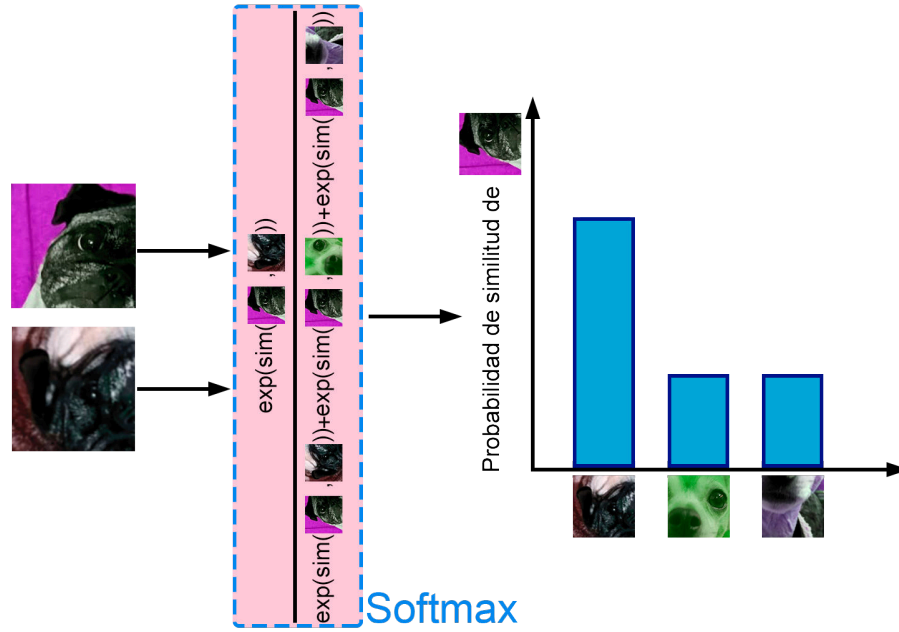 exp(sim( , ))
exp(sim( , ))+exp(sim( , ))+exp(sim( , ))
Softmax
Probabilidad de similitud de